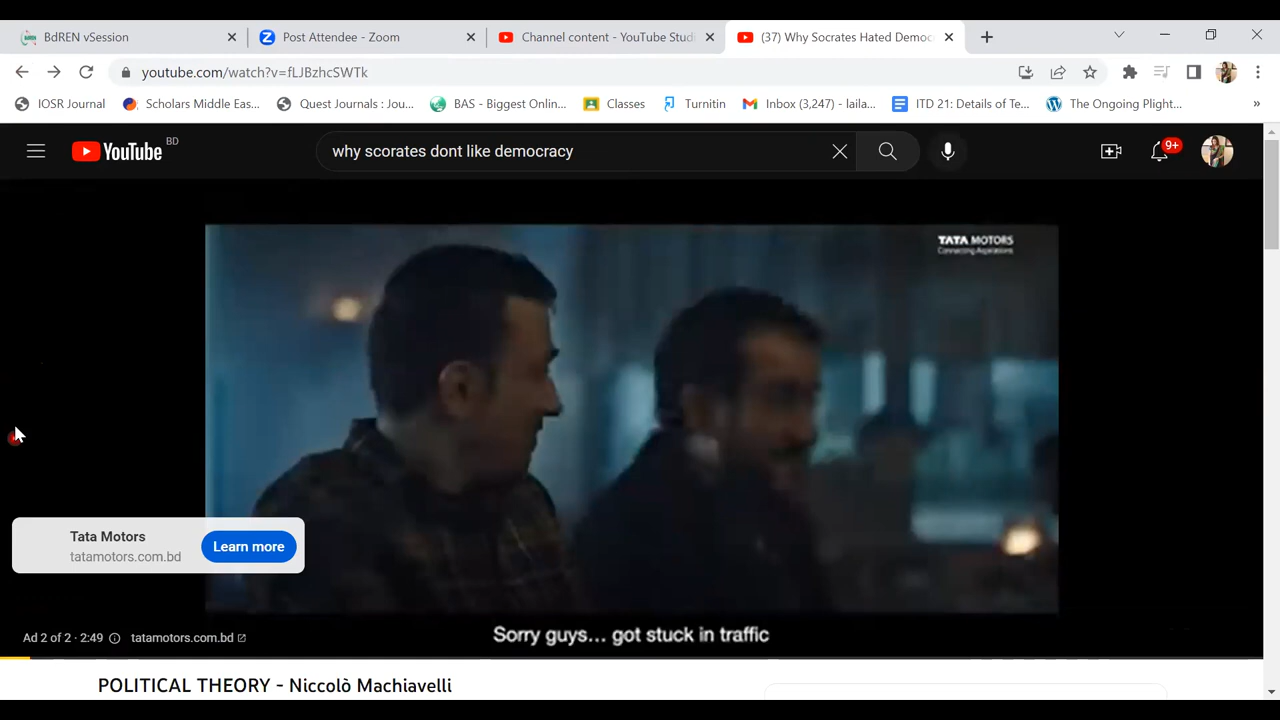 BdREN vSession
Post Attendee - Zoom
Channel content - YouTube Studi
(37) Why Socrates Hated Democ
youtube.com/watch?v=fLJBzhcSWTk
IOSR Journal
Scholars Middle Eas...
Quest Journals : Jou...
BAS - Biggest Onlin...
Classes
Turnitin
Inbox (3,247) - laila...
ITD 21: Details of Te...
The Ongoing Plight...
»
YouTube BD
why scorates dont like democracy
9+
TATA MOTORS
Connecting Aspirations
Tata Motors
tatamotors.com.bd
Learn more
Ad 2 of 2 · 2:49
tatamotors.com.bd
Sorry guys... got stuck in traffic
POLITICAL THEORY - Niccolò Machiavelli